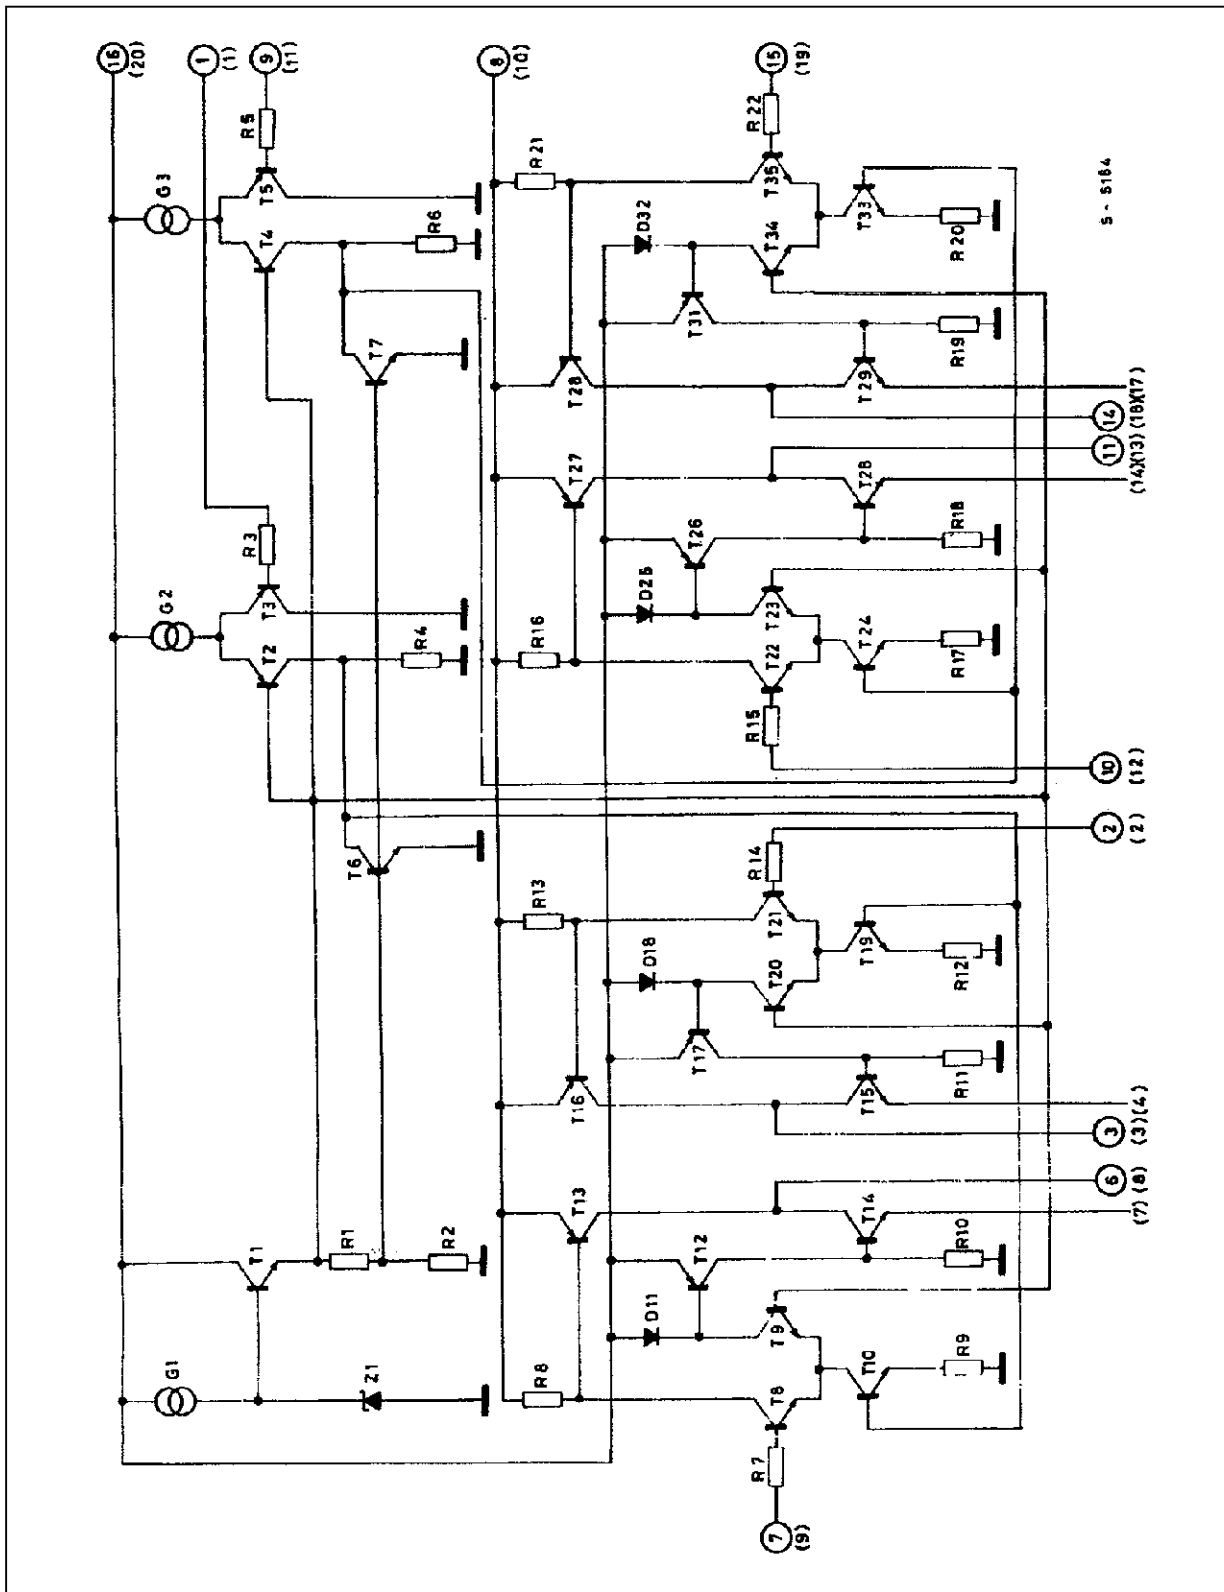 16
(20)
1
(1)
9
(11)
8
(10)
15
(19)
G3
T4
T5
R5
R6
T7
G2
T2
T3
R3
R4
T6
G1
Z1
T1
R1
R2
R21
T28
D32
T31
T34
T35
R22
T33
R20
R19
T29
14
(18)(17)
11
(14)(13)
T27
T28
R18
T26
D25
R16
T22
T23
T24
R17
R15
10
(12)
2
(2)
R13
R14
T21
T20
D18
T19
R12
T17
T16
T15
R11
3
(3)(4)
6
(7)(8)
T13
T14
R10
T12
D11
R8
T8
T9
T10
R9
R7
7
(9)
S-5164